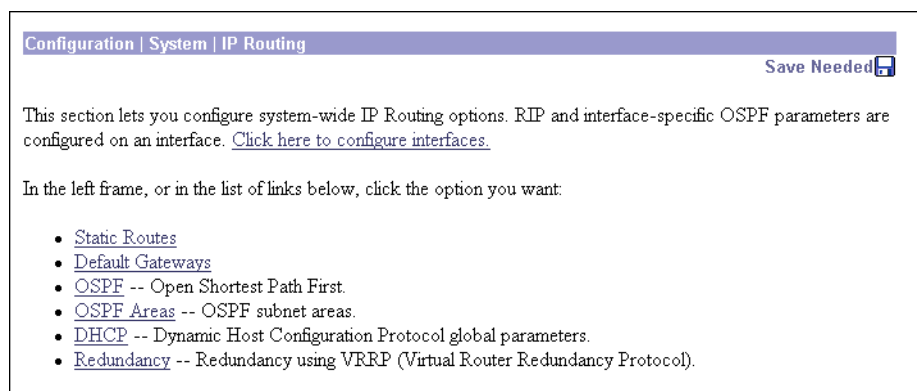 Configuration | System | IP Routing
Save Needed
This section lets you configure system-wide IP Routing options. RIP and interface-specific OSPF parameters are
configured on an interface. Click here to configure interfaces.
In the left frame, or in the list of links below, click the option you want:
• Static Routes
• Default Gateways
• OSPF -- Open Shortest Path First.
• OSPF Areas -- OSPF subnet areas.
• DHCP -- Dynamic Host Configuration Protocol global parameters.
• Redundancy -- Redundancy using VRRP (Virtual Router Redundancy Protocol).